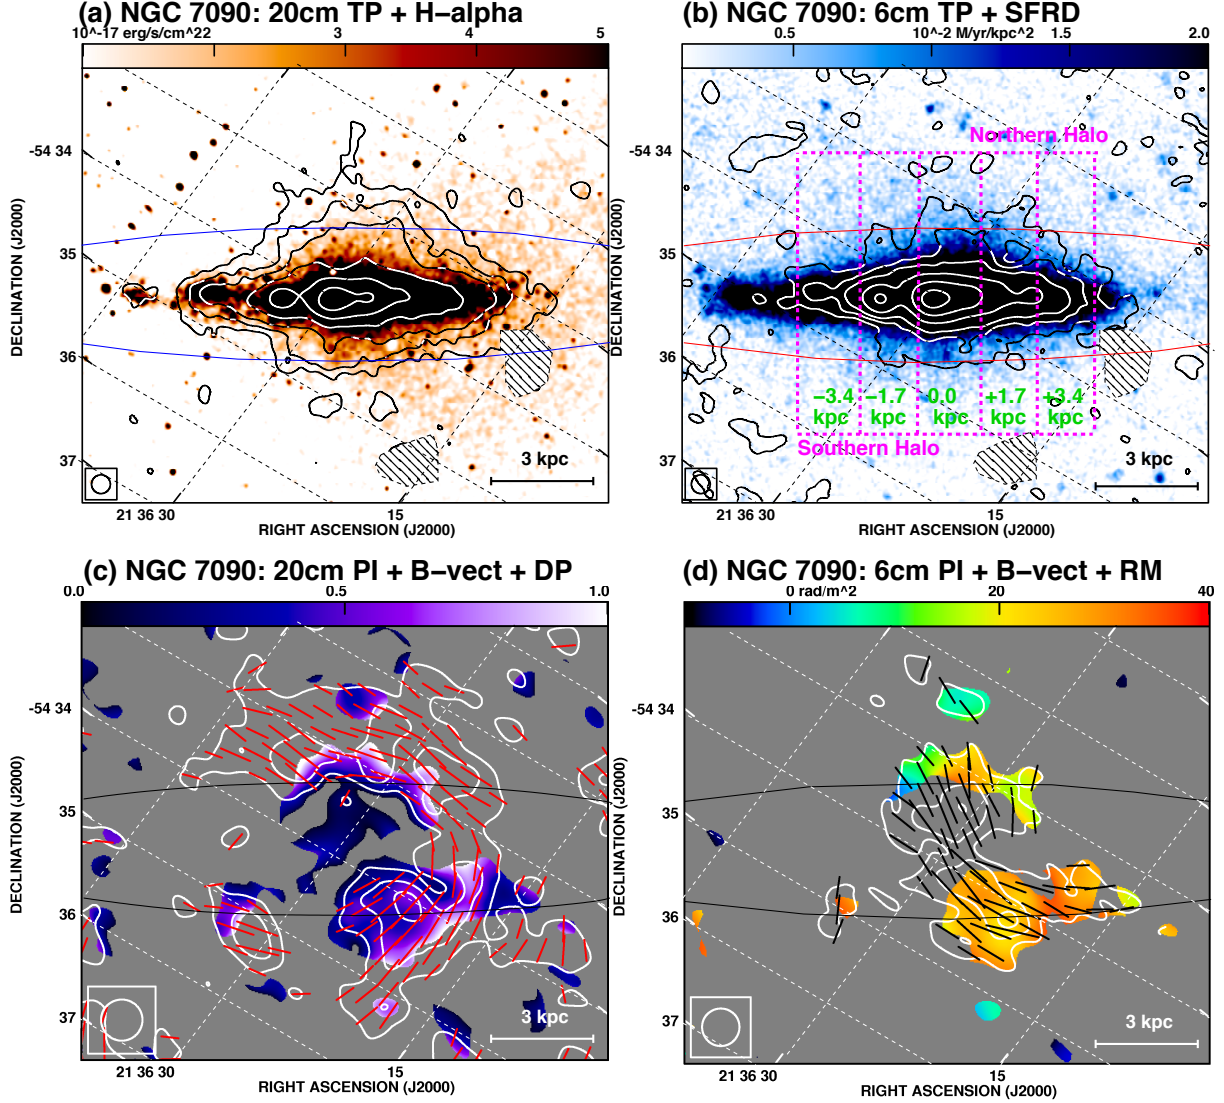 (a) NGC 7090: 20cm TP + H−alpha
10^-17 erg/s/cm^22 3 4 5
-54 34
35
36
37
DECLINATION (J2000)
3 kpc
21 36 30 15
RIGHT ASCENSION (J2000)
(b) NGC 7090: 6cm TP + SFRD
0.5 10^-2 M/yr/kpc^2 1.5 2.0
Northern Halo
-54 34
35
36
37
DECLINATION (J2000)
−3.4 −1.7 0.0 +1.7 +3.4
kpc kpc kpc kpc kpc
Southern Halo
3 kpc
21 36 30 15
RIGHT ASCENSION (J2000)
(c) NGC 7090: 20cm PI + B−vect + DP
0.0 0.5 1.0
-54 34
35
36
37
DECLINATION (J2000)
3 kpc
21 36 30 15
RIGHT ASCENSION (J2000)
(d) NGC 7090: 6cm PI + B−vect + RM
0 rad/m^2 20 40
-54 34
35
36
37
DECLINATION (J2000)
3 kpc
21 36 30 15
RIGHT ASCENSION (J2000)